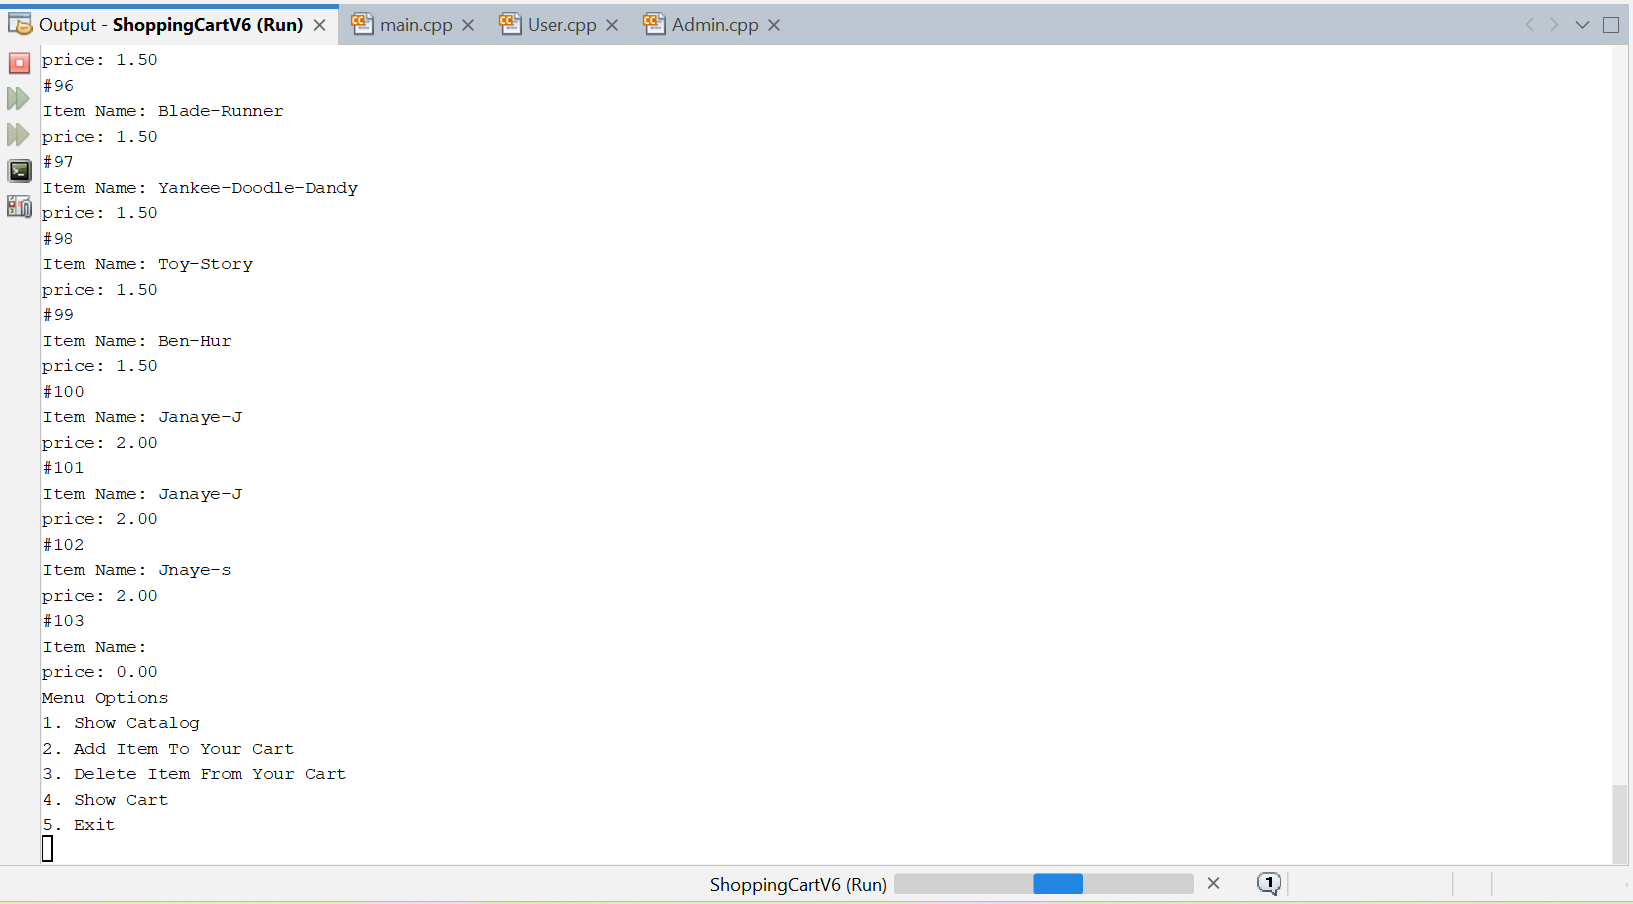 Output - ShoppingCartV6 (Run) main.cpp User.cpp Admin.cpp
price: 1.50
#96
Item Name: Blade-Runner
price: 1.50
#97
Item Name: Yankee-Doodle-Dandy
price: 1.50
#98
Item Name: Toy-Story
price: 1.50
#99
Item Name: Ben-Hur
price: 1.50
#100
Item Name: Janaye-J
price: 2.00
#101
Item Name: Janaye-J
price: 2.00
#102
Item Name: Jnaye-s
price: 2.00
#103
Item Name:
price: 0.00
Menu Options
1. Show Catalog
2. Add Item To Your Cart
3. Delete Item From Your Cart
4. Show Cart
5. Exit
ShoppingCartV6 (Run) 1